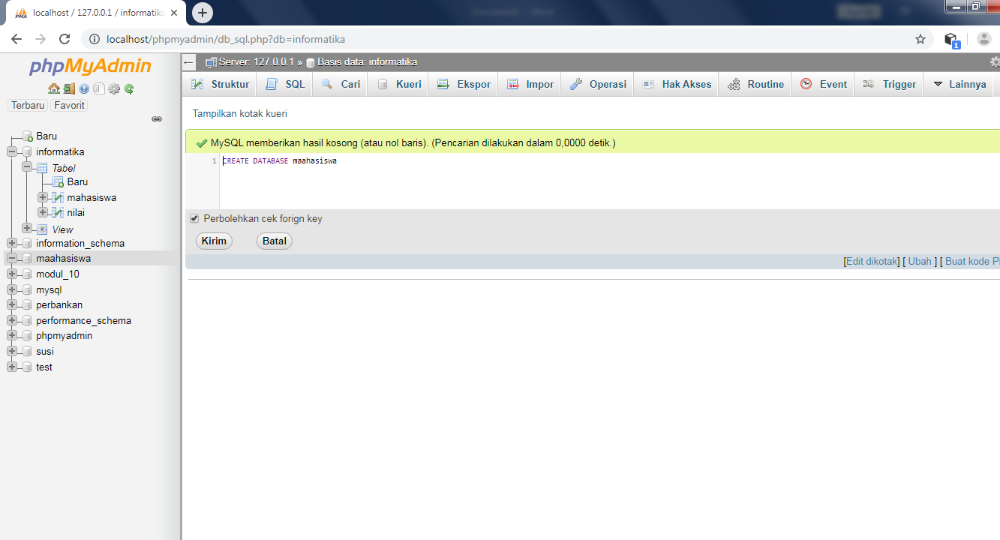 localhost / 127.0.0.1 / informatika
localhost/phpmyadmin/db_sql.php?db=informatika
1
phpMyAdmin
Terbaru
Favorit
Baru
informatika
Tabel
Baru
mahasiswa
nilai
View
information_schema
maahasiswa
modul_10
mysql
perbankan
performance_schema
phpmyadmin
susi
test
Server: 127.0.0.1 » Basis data: informatika
Struktur SQL Cari Kueri Ekspor Impor Operasi Hak Akses Routine Event Trigger Lainnya
Tampilkan kotak kueri
MySQL memberikan hasil kosong (atau nol baris). (Pencarian dilakukan dalam 0,0000 detik.)
1 CREATE DATABASE maahasiswa
Perbolehkan cek forign key
Kirim Batal
[Edit dikotak] [ Ubah ] [ Buat kode P